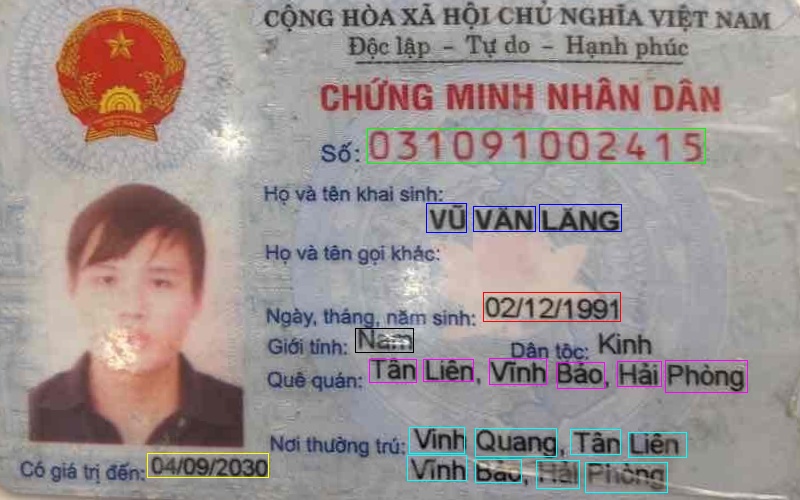 CỘNG HÒA XÃ HỘI CHỦ NGHĨA VIỆT NAM
Độc lập - Tự do - Hạnh phúc
CHỨNG MINH NHÂN DÂN
Số: 031091002415
Họ và tên khai sinh:
VŨ VĂN LĂNG
Họ và tên gọi khác:
Ngày, tháng, năm sinh: 02/12/1991
Giới tính: Nam Dân tộc: Kinh
Quê quán: Tân Liên, Vĩnh Bảo, Hải Phòng
Nơi thường trú: Vinh Quang, Tân Liên
Vĩnh Bảo, Hải Phòng
Có giá trị đến: 04/09/2030